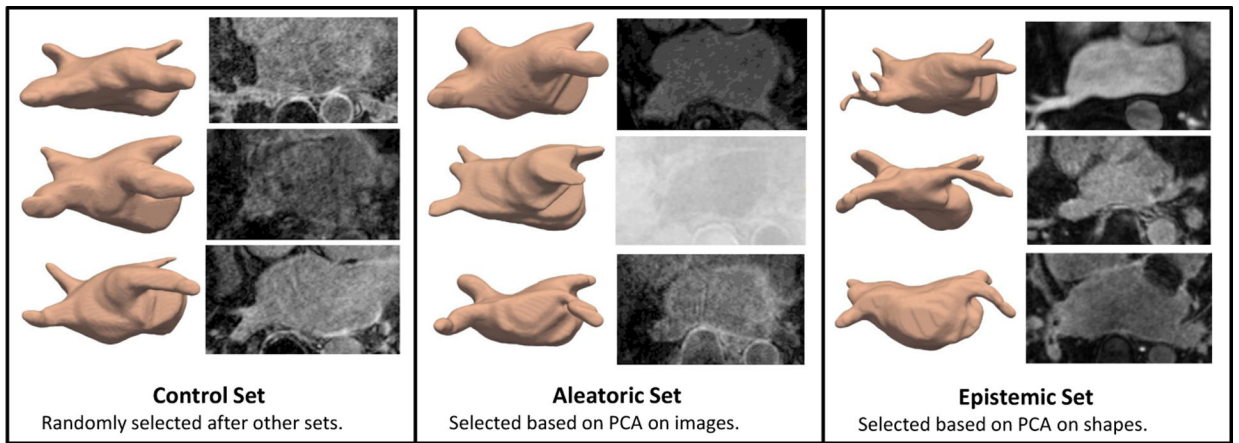 Control Set
Randomly selected after other sets.
Aleatoric Set
Selected based on PCA on images.
Epistemic Set
Selected based on PCA on shapes.